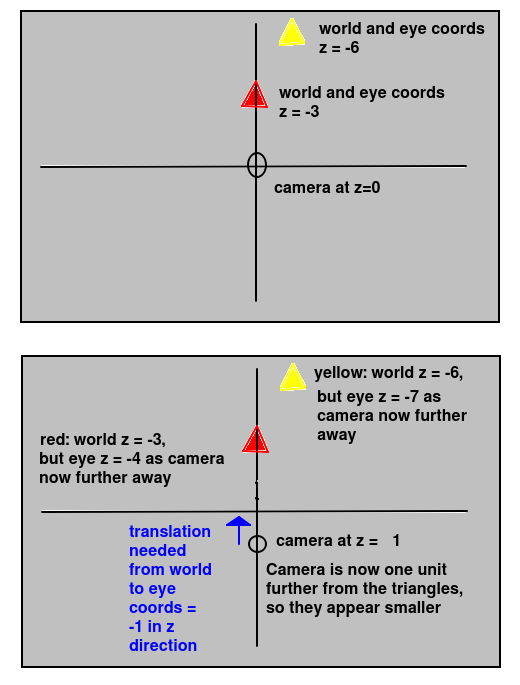 world and eye coords
z = -6
world and eye coords
z = -3
camera at z=0
yellow: world z = -6,
but eye z = -7 as
camera now further
away
red: world z = -3,
but eye z = -4 as camera
now further away
translation
needed
from world
to eye
coords =
-1 in z
direction
camera at z = 1
Camera is now one unit
further from the triangles,
so they appear smaller